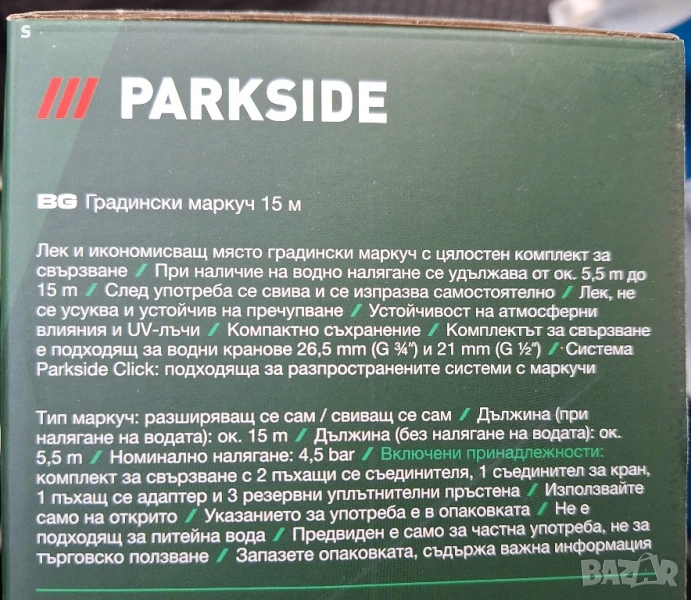 S
PARKSIDE
BG Градински маркуч 15 м
Лек и икономисващ място градински маркуч с цялостен комплект за
свързване / При наличие на водно налягане се удължава от ок. 5,5 m до
15 m / След употреба се свива и се изпразва самостоятелно / Лек, не
се усуква и устойчив на пречупване / Устойчивост на атмосферни
влияния и UV-лъчи / Компактно съхранение / Комплектът за свързване
е подходящ за водни кранове 26,5 mm (G ¾") и 21 mm (G ½") / Система
Parkside Click: подходяща за разпространените системи с маркучи
Тип маркуч: разширяващ се сам / свиващ се сам / Дължина (при
налягане на водата): ок. 15 m / Дължина (без налягане на водата): ок.
5,5 m / Номинално налягане: 4,5 bar / Включени принадлежности:
комплект за свързване с 2 пъхащи се съединителя, 1 съединител за кран,
1 пъхащ се адаптер и 3 резервни уплътнителни пръстена / Използвайте
само на открито / Указанието за употреба е в опаковката / Не е
подходящ за питейна вода / Предвиден е само за частна употреба, не за
търговско ползване / Запазете опаковката, съдържа важна информация
BAZAR